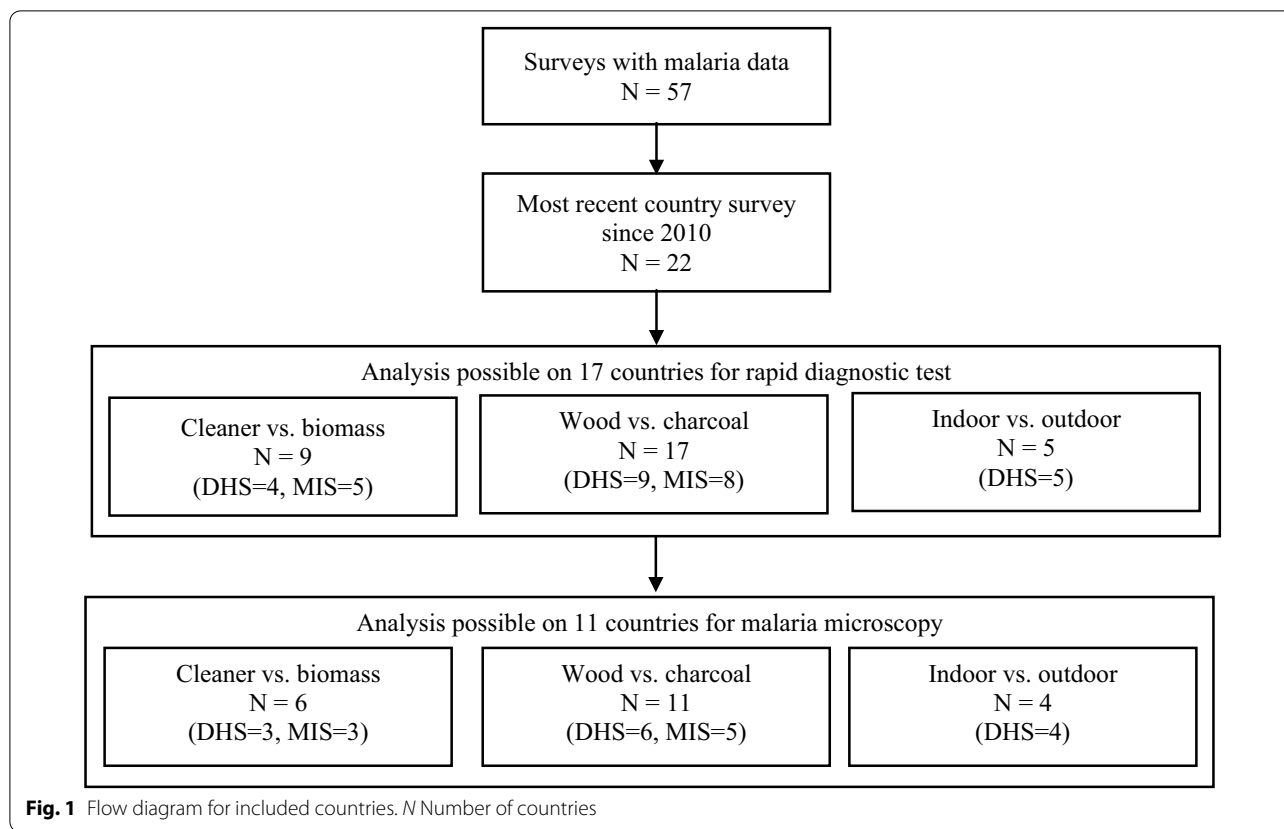 Surveys with malaria data
N = 57
Most recent country survey
since 2010
N = 22
Analysis possible on 17 countries for rapid diagnostic test
Cleaner vs. biomass
N = 9
(DHS=4, MIS=5)
Wood vs. charcoal
N = 17
(DHS=9, MIS=8)
Indoor vs. outdoor
N = 5
(DHS=5)
Analysis possible on 11 countries for malaria microscopy
Cleaner vs. biomass
N = 6
(DHS=3, MIS=3)
Wood vs. charcoal
N = 11
(DHS=6, MIS=5)
Indoor vs. outdoor
N = 4
(DHS=4)
Fig. 1 Flow diagram for included countries. N Number of countries